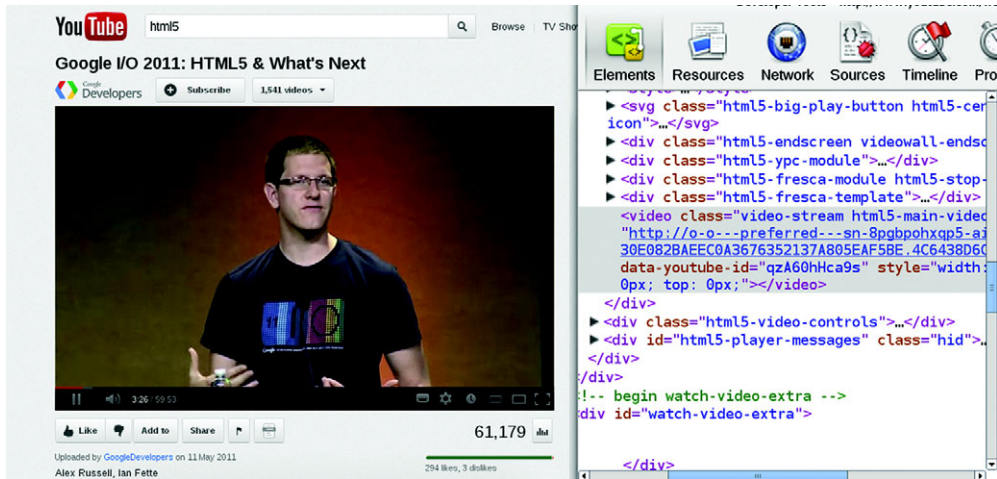 YouTube
html5
Browse
TV Sho
Google I/O 2011: HTML5 & What's Next
Google
Developers
Subscribe
1,541 videos
I/O
3:26 / 59:53
Like
Add to
Share
61,179
Uploaded by GoogleDevelopers on 11 May 2011
294 likes, 3 dislikes
Alex Russell, Ian Fette
Elements
Resources
Network
Sources
Timeline
Pro
<svg class="html5-big-play-button html5-cen
icon">…</svg>
<div class="html5-endscreen videowall-endsc
<div class="html5-ypc-module">…</div>
<div class="html5-fresca-module html5-stop-
<div class="html5-fresca-template">…</div>
<video class="video-stream html5-main-video
"http://o-o---preferred---sn-8pgbpohxqp5-ai
30E082BAEEC0A3676352137A805EAF5BE.4C6438D6C
data-youtube-id="qzA60hHca9s" style="width:
0px; top: 0px;"></video>
</div>
<div class="html5-video-controls">…</div>
<div id="html5-player-messages" class="hid">…
</div>
/div>
!-- begin watch-video-extra -->
div id="watch-video-extra">
</div>